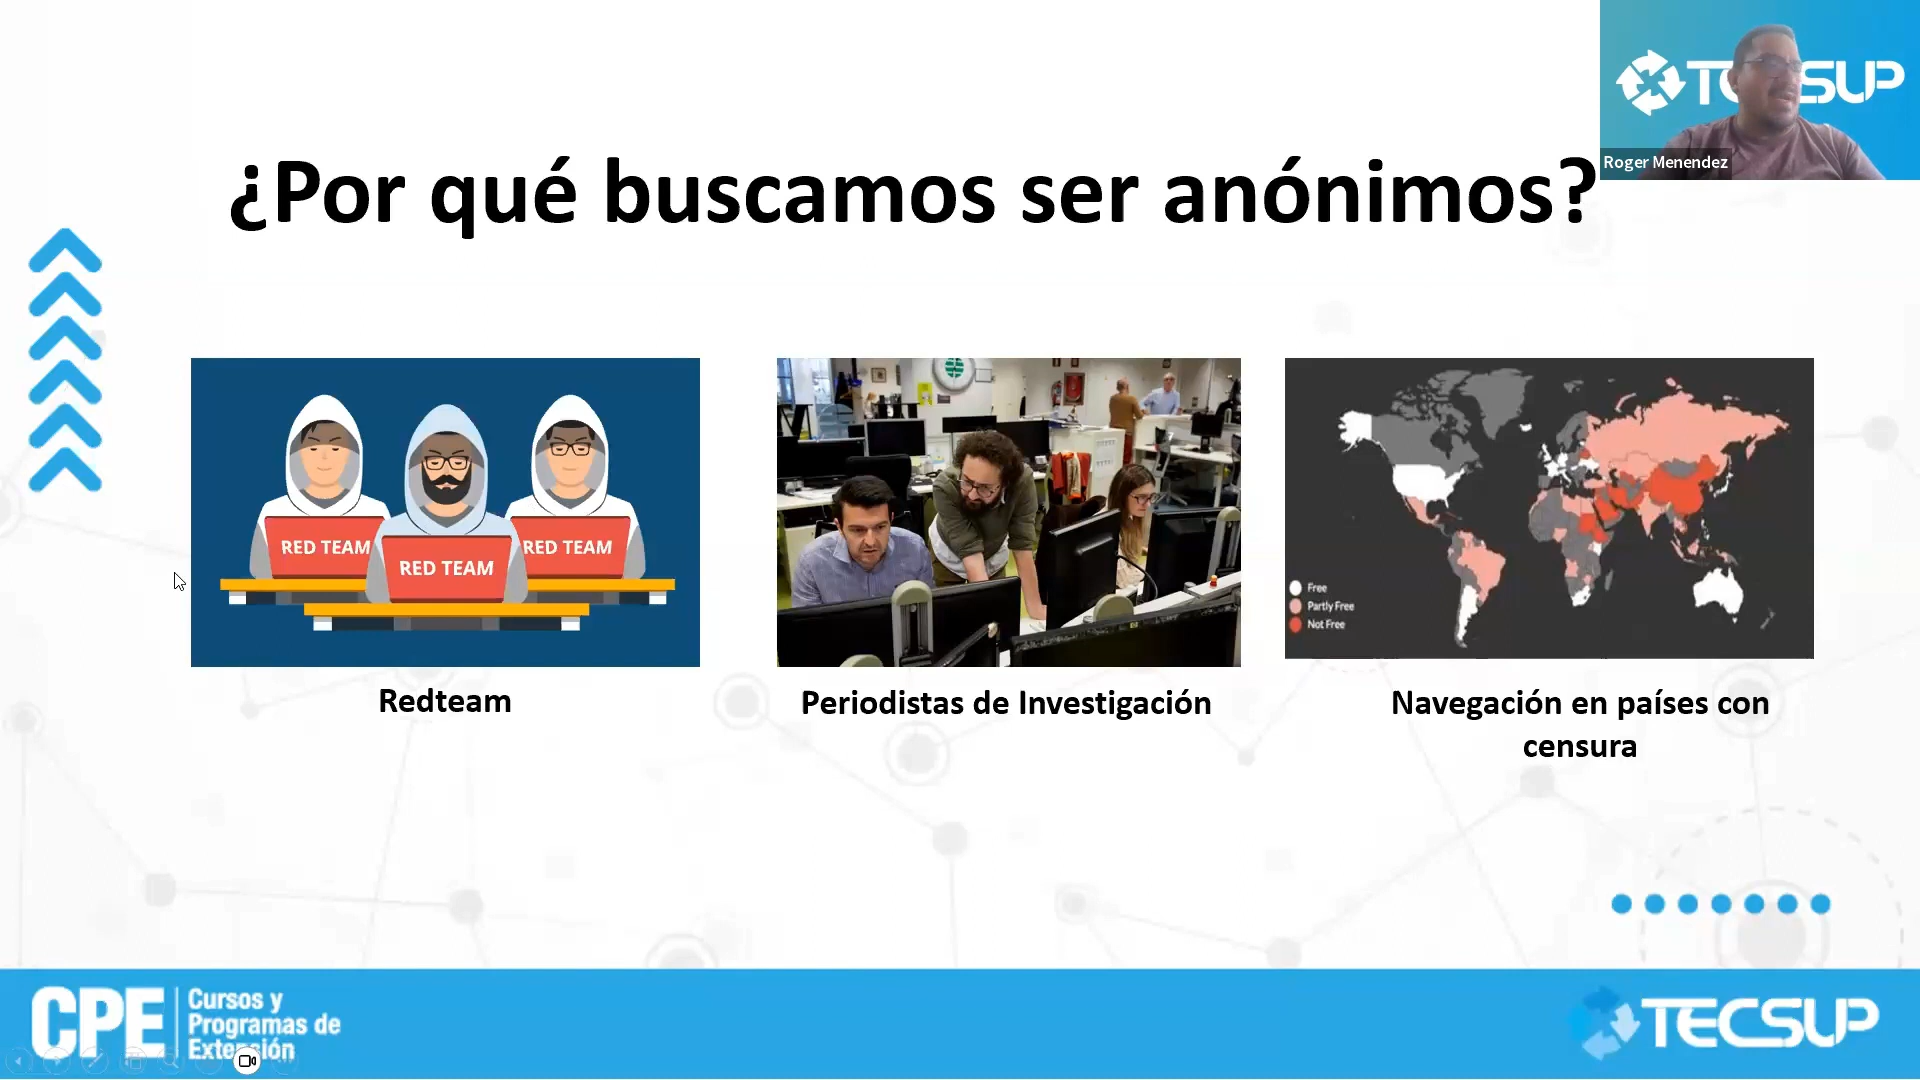 TECSUP
Roger Menendez
¿Por qué buscamos ser anónimos?
RED TEAM
RED TEAM
RED TEAM
Free
Partly Free
Not Free
Redteam
Periodistas de Investigación
Navegación en países con
censura
CPE
Cursos y
Programas de
Extensión
TECSUP